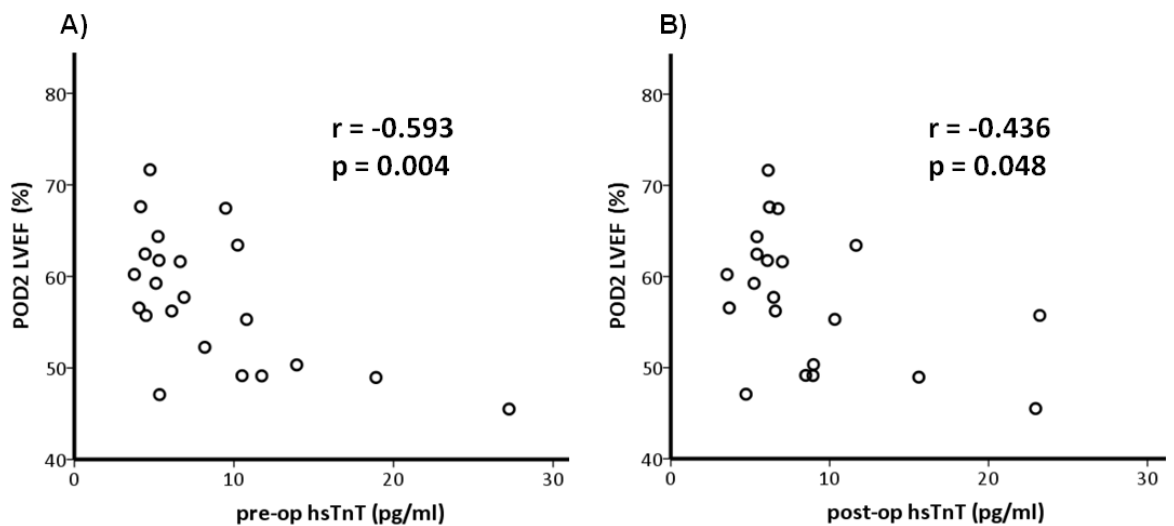 A)
r = -0.593
p = 0.004
80
70
60
50
40
0
10
20
30
POD2 LVEF (%)
pre-op hsTnT (pg/ml)
B)
r = -0.436
p = 0.048
80
70
60
50
40
0
10
20
30
POD2 LVEF (%)
post-op hsTnT (pg/ml)